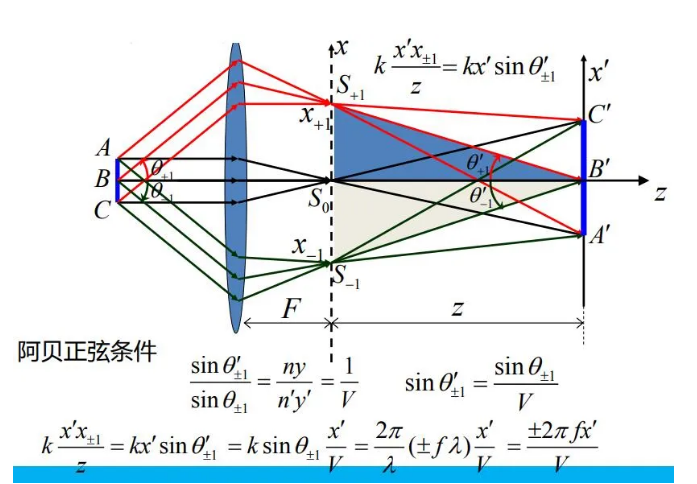 x
k x′x±1/z = kx′ sin θ′±1
x′
S+1
x+1
C′
A
θ+1
θ′+1
B
B′
z
θ−1
S0
θ′−1
C
x−1
A′
S−1
F
z
阿贝正弦条件
sin θ′±1/sin θ±1 = ny/n′y′ = 1/V
sin θ′±1 = sin θ±1/V
k x′x±1/z = kx′ sin θ′±1 = k sin θ±1 x′/V = 2π/λ (±fλ) x′/V = ±2πfx′/V